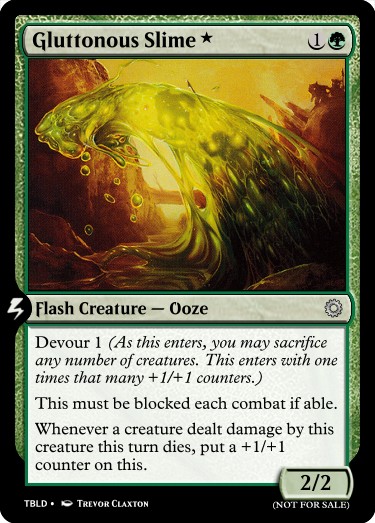 Gluttonous Slime ★ 1
Flash Creature — Ooze
Devour 1 (As this enters, you may sacrifice
any number of creatures. This enters with one
times that many +1/+1 counters.)
This must be blocked each combat if able.
Whenever a creature dealt damage by this
creature this turn dies, put a +1/+1
counter on this.
2/2
TBLD • Trevor Claxton
(NOT FOR SALE)